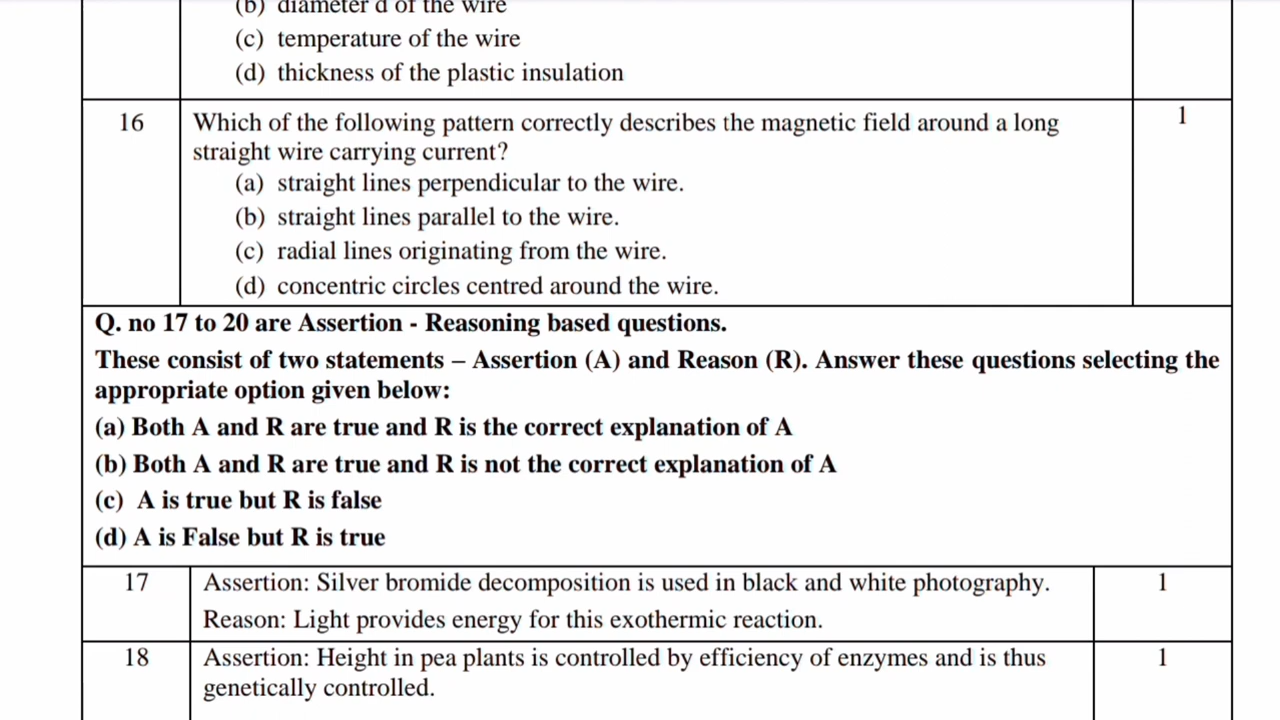 (b) diameter d of the wire
(c) temperature of the wire
(d) thickness of the plastic insulation
16 Which of the following pattern correctly describes the magnetic field around a long 1
straight wire carrying current?
(a) straight lines perpendicular to the wire.
(b) straight lines parallel to the wire.
(c) radial lines originating from the wire.
(d) concentric circles centred around the wire.
Q. no 17 to 20 are Assertion - Reasoning based questions.
These consist of two statements – Assertion (A) and Reason (R). Answer these questions selecting the
appropriate option given below:
(a) Both A and R are true and R is the correct explanation of A
(b) Both A and R are true and R is not the correct explanation of A
(c) A is true but R is false
(d) A is False but R is true
17 Assertion: Silver bromide decomposition is used in black and white photography. 1
Reason: Light provides energy for this exothermic reaction.
18 Assertion: Height in pea plants is controlled by efficiency of enzymes and is thus 1
genetically controlled.